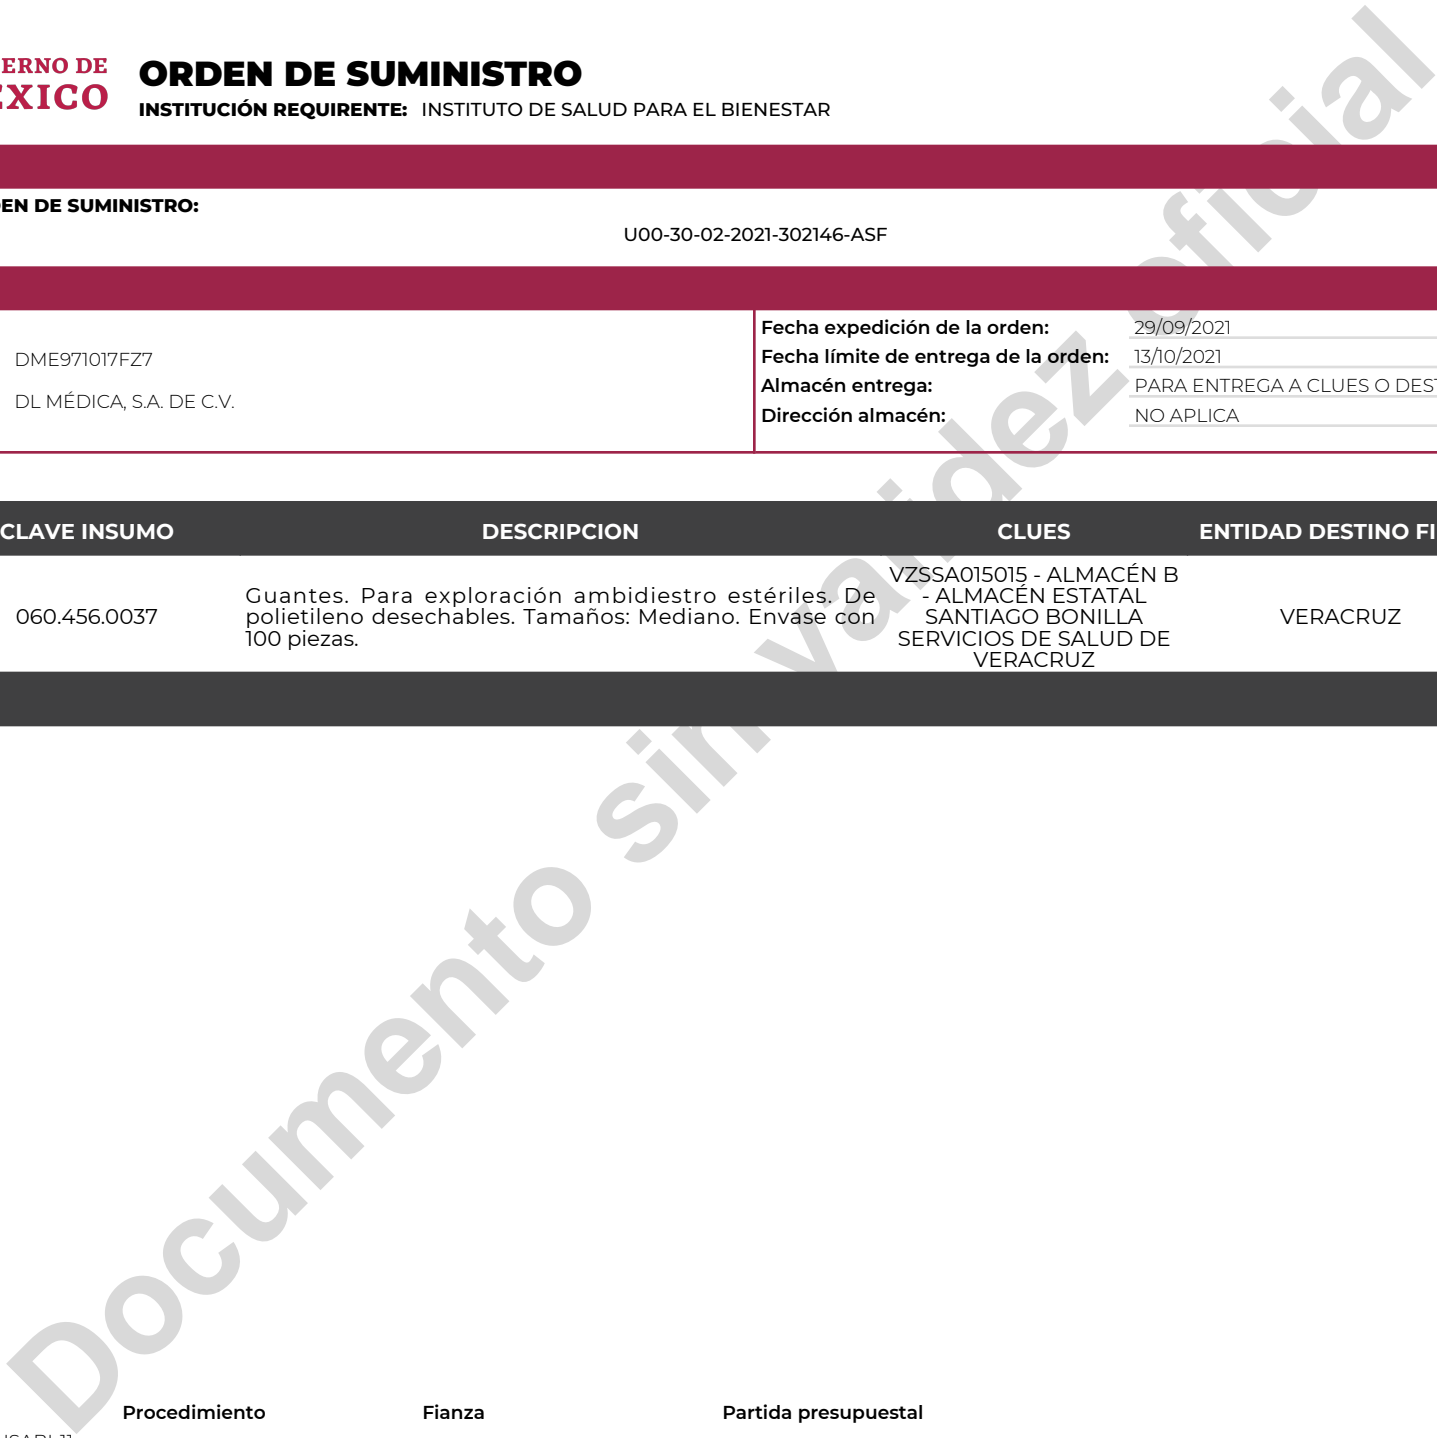 ERNO DE
EXICO
ORDEN DE SUMINISTRO
INSTITUCIÓN REQUIRENTE: INSTITUTO DE SALUD PARA EL BIENESTAR
EN DE SUMINISTRO:
U00-30-02-2021-302146-ASF
DME971017FZ7
DL MÉDICA, S.A. DE C.V.
Fecha expedición de la orden: 29/09/2021
Fecha límite de entrega de la orden: 13/10/2021
Almacén entrega: PARA ENTREGA A CLUES O DEST
Dirección almacén: NO APLICA
CLAVE INSUMO DESCRIPCION CLUES ENTIDAD DESTINO FI
060.456.0037
Guantes. Para exploración ambidiestro estériles. De
polietileno desechables. Tamaños: Mediano. Envase con
100 piezas.
VZSSA015015 - ALMACÉN B
- ALMACÉN ESTATAL
SANTIAGO BONILLA
SERVICIOS DE SALUD DE
VERACRUZ
VERACRUZ
Documento sin validez oficial
Procedimiento Fianza Partida presupuestal